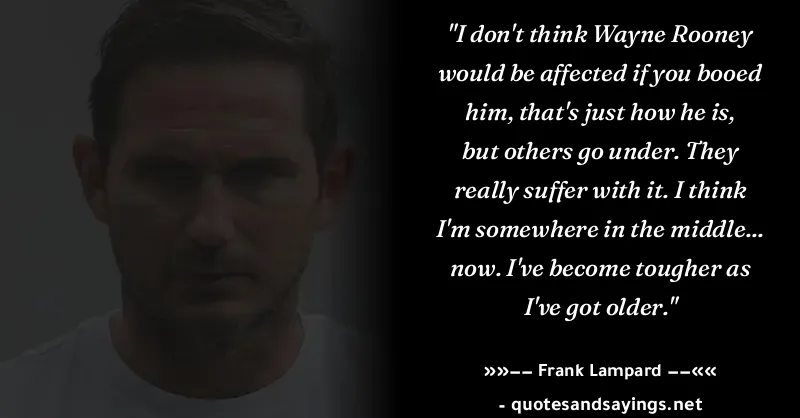 "I don't think Wayne Rooney
would be affected if you booed
him, that's just how he is,
but others go under. They
really suffer with it. I think
I'm somewhere in the middle...
now. I've become tougher as
I've got older."
»»–– Frank Lampard ––««
- quotesandsayings.net